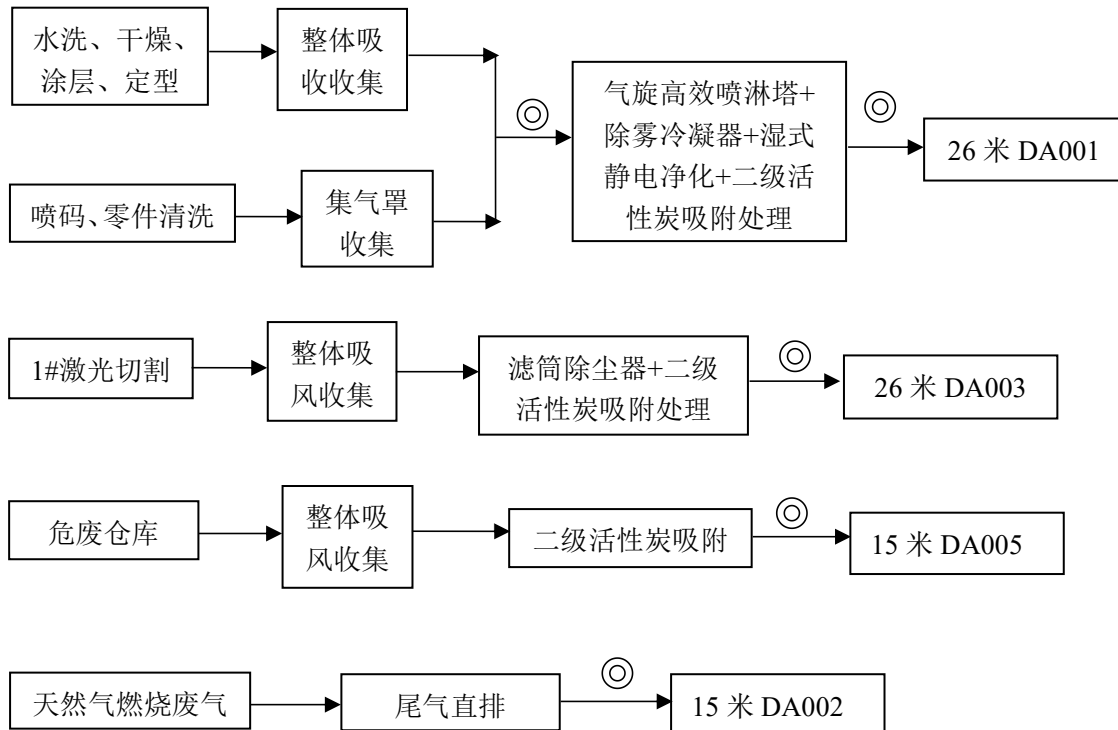 水洗、干燥、
涂层、定型
整体吸
收收集
喷码、零件清洗
集气罩
收集
气旋高效喷淋塔+
除雾冷凝器+湿式
静电净化+二级活
性炭吸附处理
26 米 DA001
1#激光切割
整体吸
风收集
滤筒除尘器+二级
活性炭吸附处理
26 米 DA003
危废仓库
整体吸
风收集
二级活性炭吸附
15 米 DA005
天然气燃烧废气
尾气直排
15 米 DA002